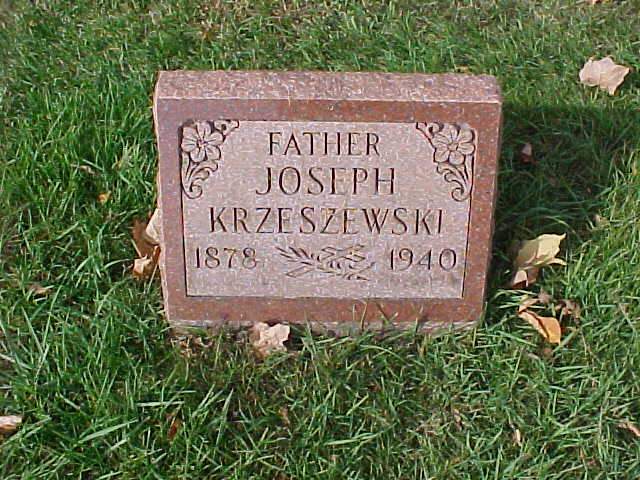 FATHER
JOSEPH
KRZESZEWSKI
1878 1940